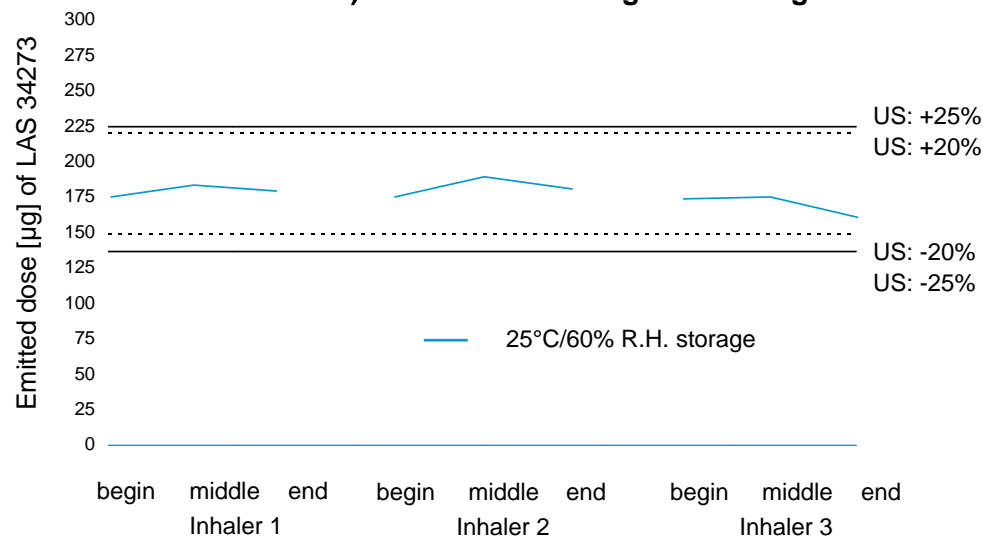 300
275
250
225
200
175
150
125
100
75
50
25
0
Emitted dose [µg] of LAS 34273
US: +25%
US: +20%
US: -20%
US: -25%
25°C/60% R.H. storage
begin middle end begin middle end begin middle end
Inhaler 1 Inhaler 2 Inhaler 3